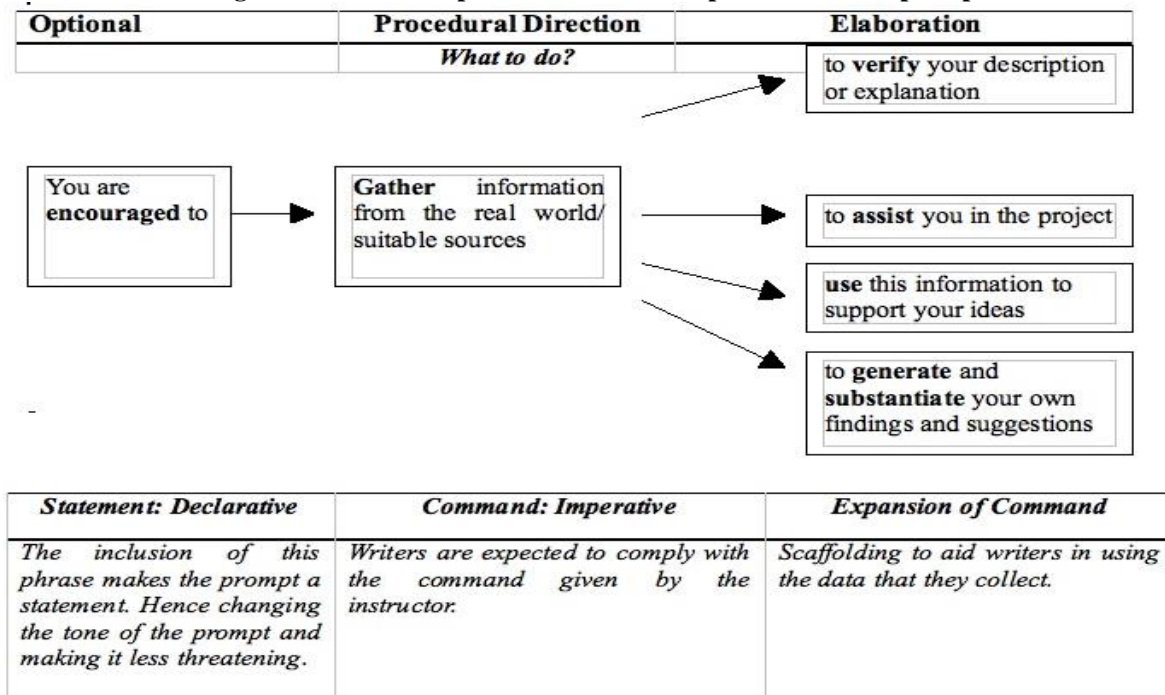 Optional Procedural Direction Elaboration
What to do?
to verify your description
or explanation
You are
encouraged to
Gather information
from the real world/
suitable sources
to assist you in the project
use this information to
support your ideas
to generate and
substantiate your own
findings and suggestions
Statement: Declarative Command: Imperative Expansion of Command
The inclusion of this
phrase makes the prompt a
statement. Hence changing
the tone of the prompt and
making it less threatening.
Writers are expected to comply with
the command given by the
instructor.
Scaffolding to aid writers in using
the data that they collect.